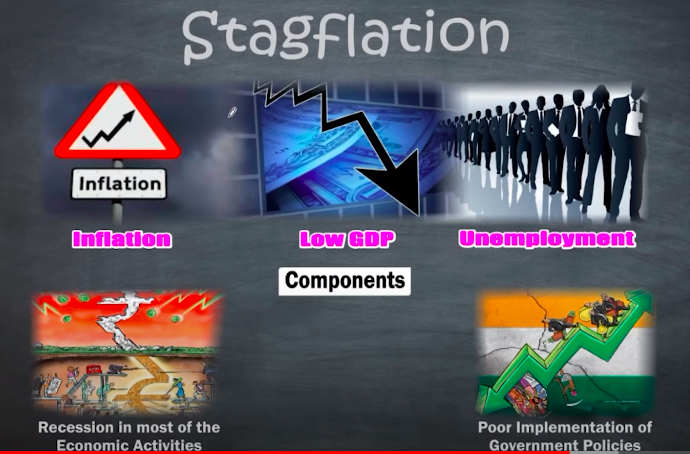 Stagflation
Inflation
Inflation
Low GDP
Unemployment
Components
Recession in most of the
Economic Activities
Poor Implementation of
Government Policies